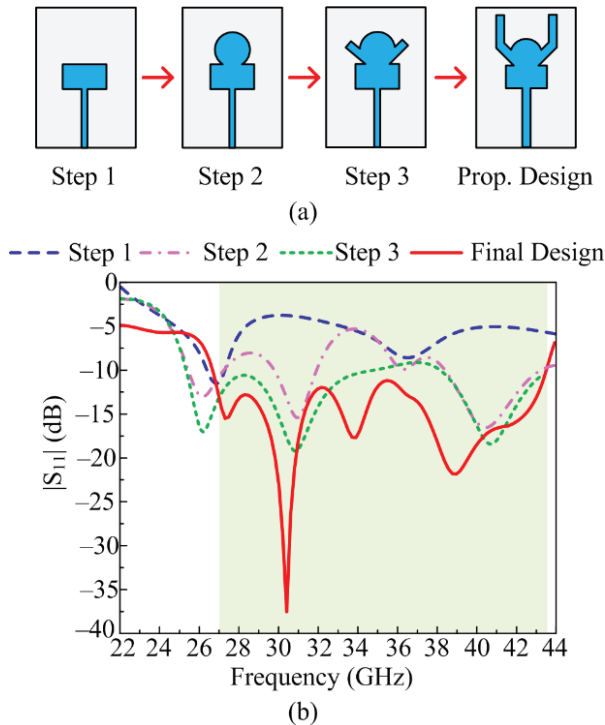 Step 1 Step 2 Step 3 Prop. Design
(a)
Step 1 Step 2 Step 3 Final Design
0
−5
−10
−15
−20
−25
−30
−35
−40
|S11| (dB)
22 24 26 28 30 32 34 36 38 40 42 44
Frequency (GHz)
(b)